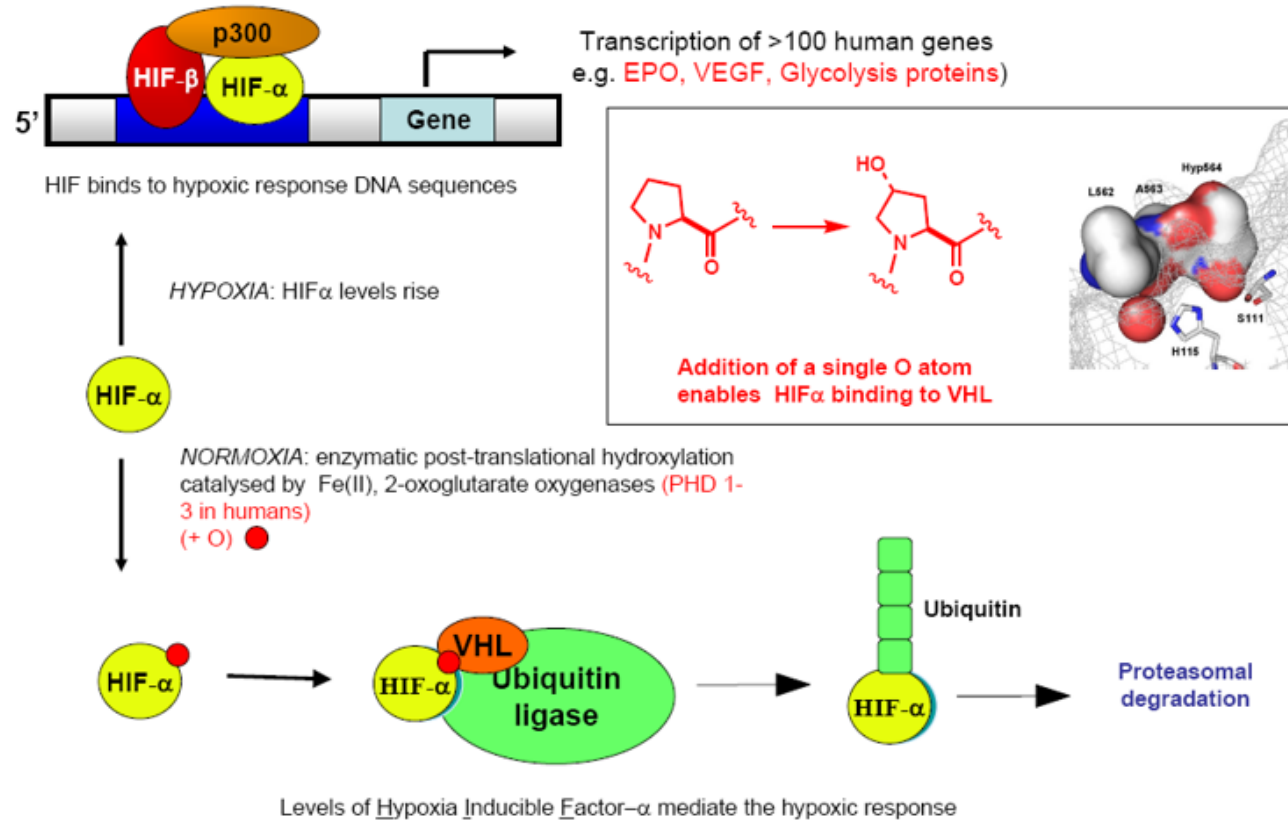 p300
HIF-β
HIF-α
5'
Gene
Transcription of >100 human genes
e.g. EPO, VEGF, Glycolysis proteins)
HIF binds to hypoxic response DNA sequences
HO
N
O
N
O
L562
A563
Hyp564
S111
H115
Addition of a single O atom
enables HIFα binding to VHL
HYPOXIA: HIFα levels rise
HIF-α
NORMOXIA: enzymatic post-translational hydroxylation
catalysed by Fe(II), 2-oxoglutarate oxygenases (PHD 1-
3 in humans)
(+ O)
HIF-α
VHL
HIF-α
Ubiquitin
ligase
Ubiquitin
HIF-α
Proteasomal
degradation
Levels of Hypoxia Inducible Factor–α mediate the hypoxic response